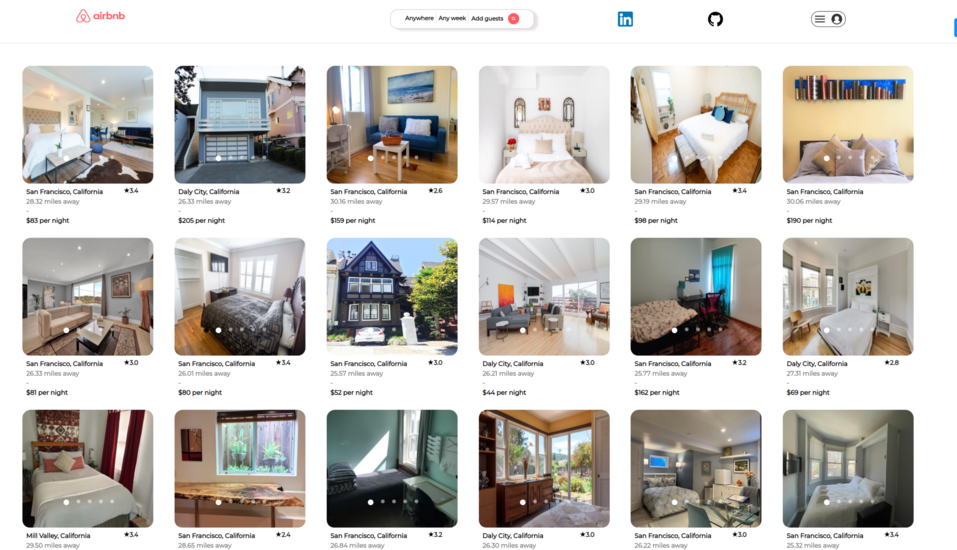 airbnb
Anywhere Any week Add guests
San Francisco, California ★3.4
28.32 miles away
-
$83 per night
Daly City, California ★3.2
26.33 miles away
-
$205 per night
San Francisco, California ★2.6
30.16 miles away
-
$159 per night
San Francisco, California ★3.0
29.57 miles away
-
$114 per night
San Francisco, California ★3.4
29.19 miles away
-
$98 per night
San Francisco, California
30.06 miles away
-
$190 per night
San Francisco, California ★3.0
26.33 miles away
-
$81 per night
San Francisco, California ★3.4
26.01 miles away
-
$80 per night
San Francisco, California ★3.0
25.57 miles away
-
$52 per night
Daly City, California ★3.0
26.21 miles away
-
$44 per night
San Francisco, California ★3.2
25.77 miles away
-
$162 per night
Daly City, California ★2.8
27.31 miles away
-
$69 per night
Mill Valley, California ★3.4
29.50 miles away
San Francisco, California ★2.4
28.65 miles away
San Francisco, California ★3.2
26.84 miles away
Daly City, California ★3.0
26.30 miles away
San Francisco, California ★3.0
26.22 miles away
San Francisco, California ★3.4
25.32 miles away